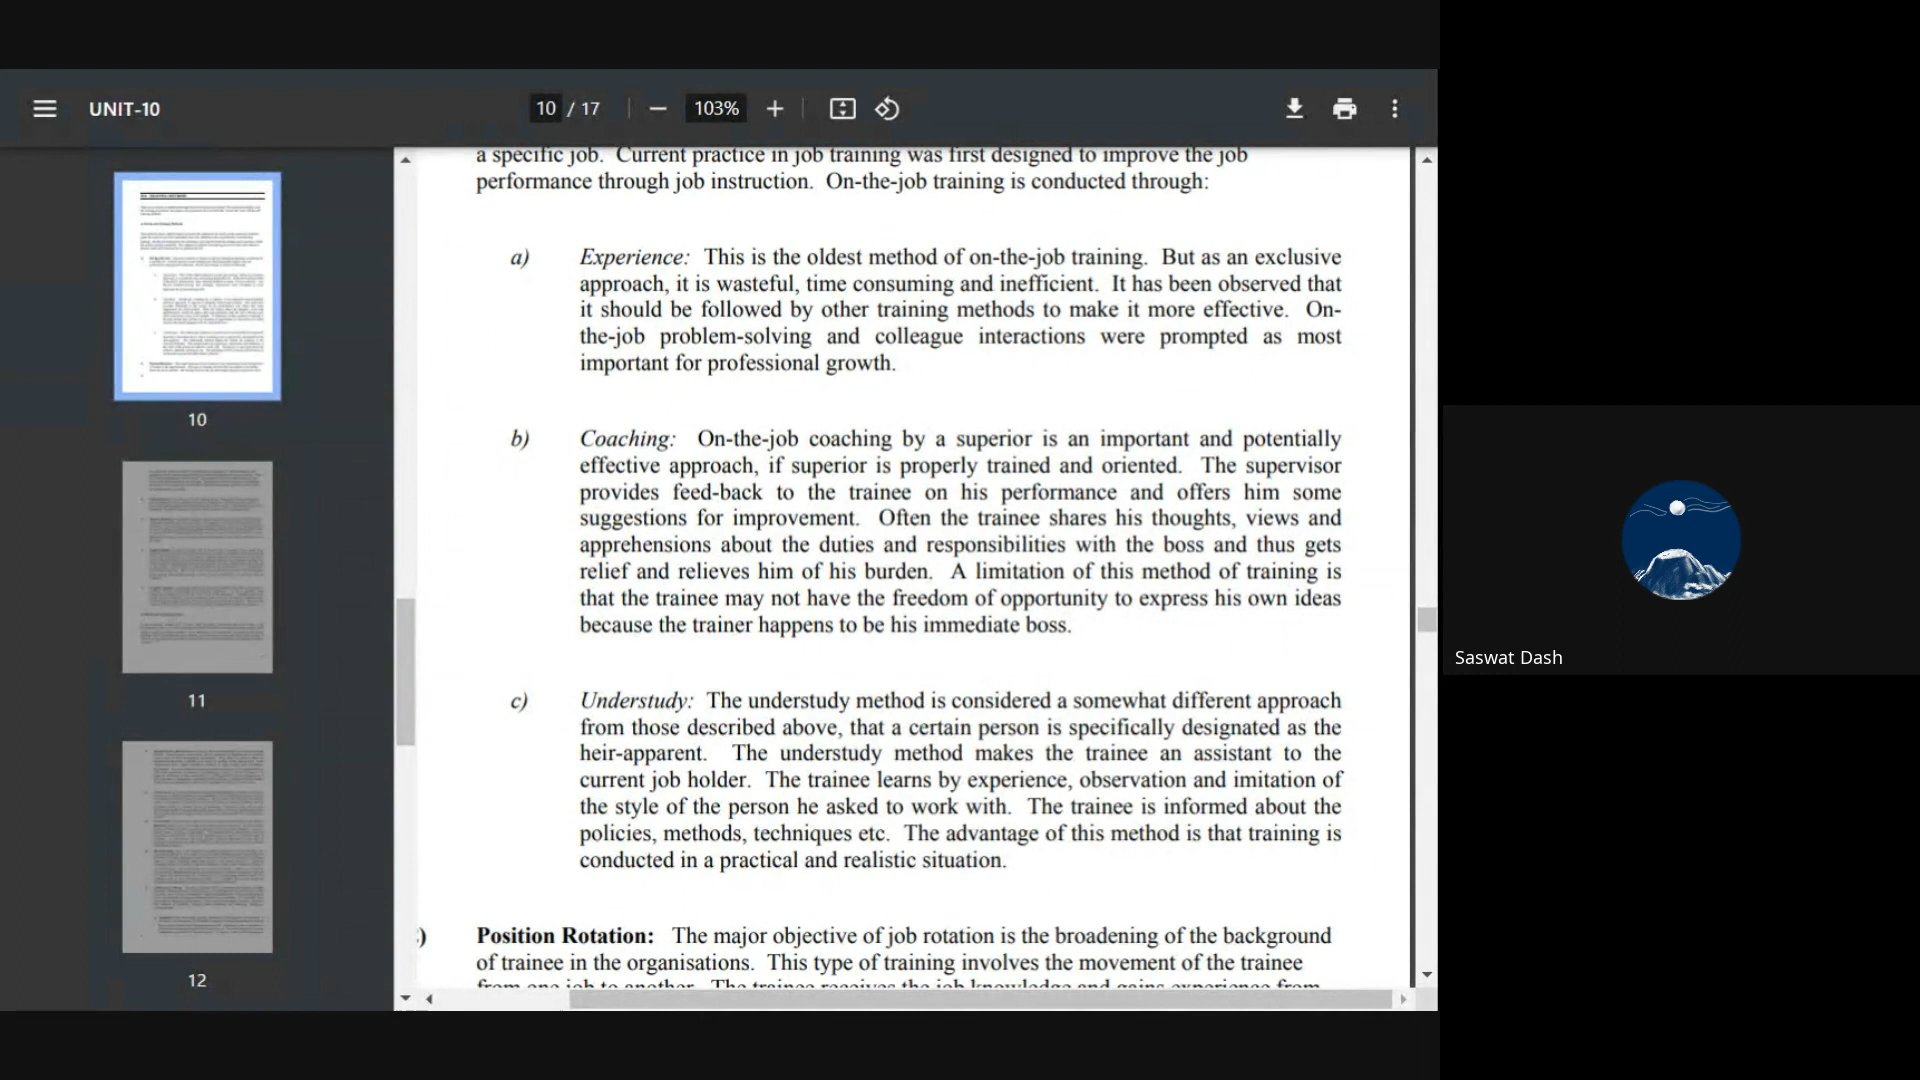 UNIT-10
10 / 17
103%
a specific job. Current practice in job training was first designed to improve the job
performance through job instruction. On-the-job training is conducted through:
a) Experience: This is the oldest method of on-the-job training. But as an exclusive
approach, it is wasteful, time consuming and inefficient. It has been observed that
it should be followed by other training methods to make it more effective. On-
the-job problem-solving and colleague interactions were prompted as most
important for professional growth.
b) Coaching: On-the-job coaching by a superior is an important and potentially
effective approach, if superior is properly trained and oriented. The supervisor
provides feed-back to the trainee on his performance and offers him some
suggestions for improvement. Often the trainee shares his thoughts, views and
apprehensions about the duties and responsibilities with the boss and thus gets
relief and relieves him of his burden. A limitation of this method of training is
that the trainee may not have the freedom of opportunity to express his own ideas
because the trainer happens to be his immediate boss.
c) Understudy: The understudy method is considered a somewhat different approach
from those described above, that a certain person is specifically designated as the
heir-apparent. The understudy method makes the trainee an assistant to the
current job holder. The trainee learns by experience, observation and imitation of
the style of the person he asked to work with. The trainee is informed about the
policies, methods, techniques etc. The advantage of this method is that training is
conducted in a practical and realistic situation.
) Position Rotation: The major objective of job rotation is the broadening of the background
of trainee in the organisations. This type of training involves the movement of the trainee
from one job to another. The trainee receives the job knowledge and gains experience from
10
11
12
Saswat Dash